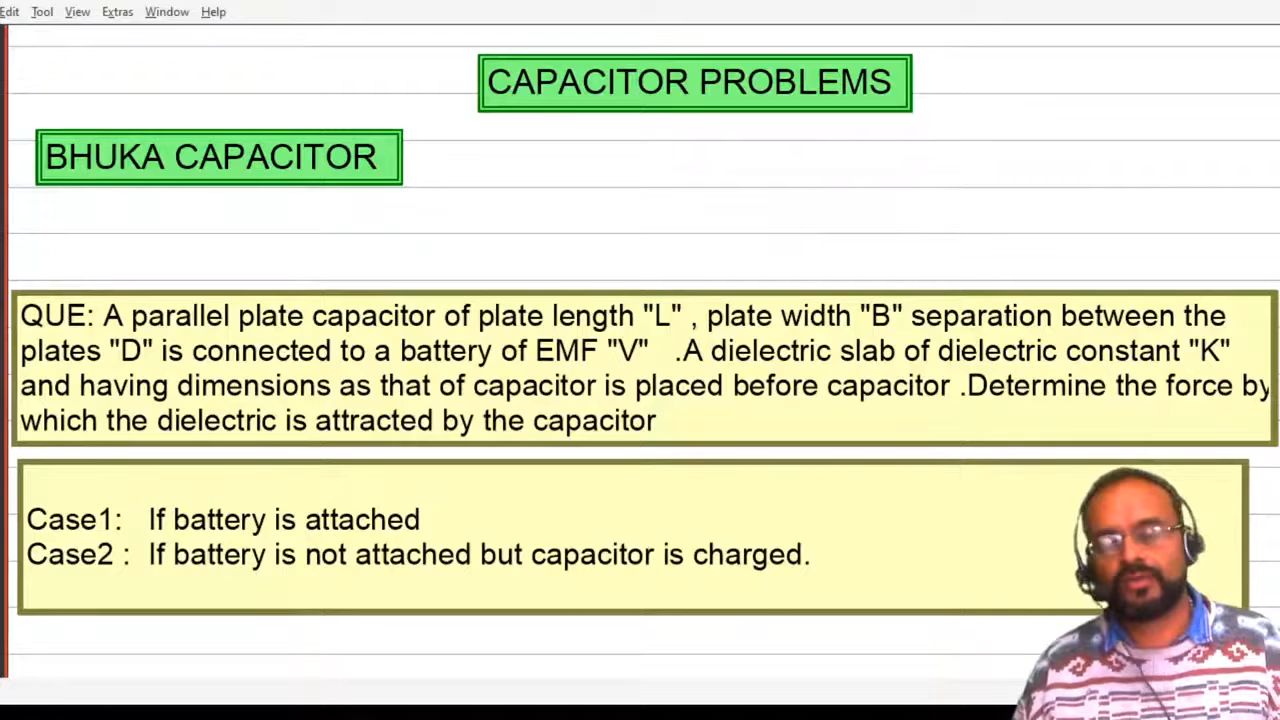 Edit Tool View Extras Window Help
CAPACITOR PROBLEMS
BHUKA CAPACITOR
QUE: A parallel plate capacitor of plate length "L" , plate width "B" separation between the
plates "D" is connected to a battery of EMF "V" .A dielectric slab of dielectric constant "K"
and having dimensions as that of capacitor is placed before capacitor .Determine the force by
which the dielectric is attracted by the capacitor
Case1: If battery is attached
Case2 : If battery is not attached but capacitor is charged.